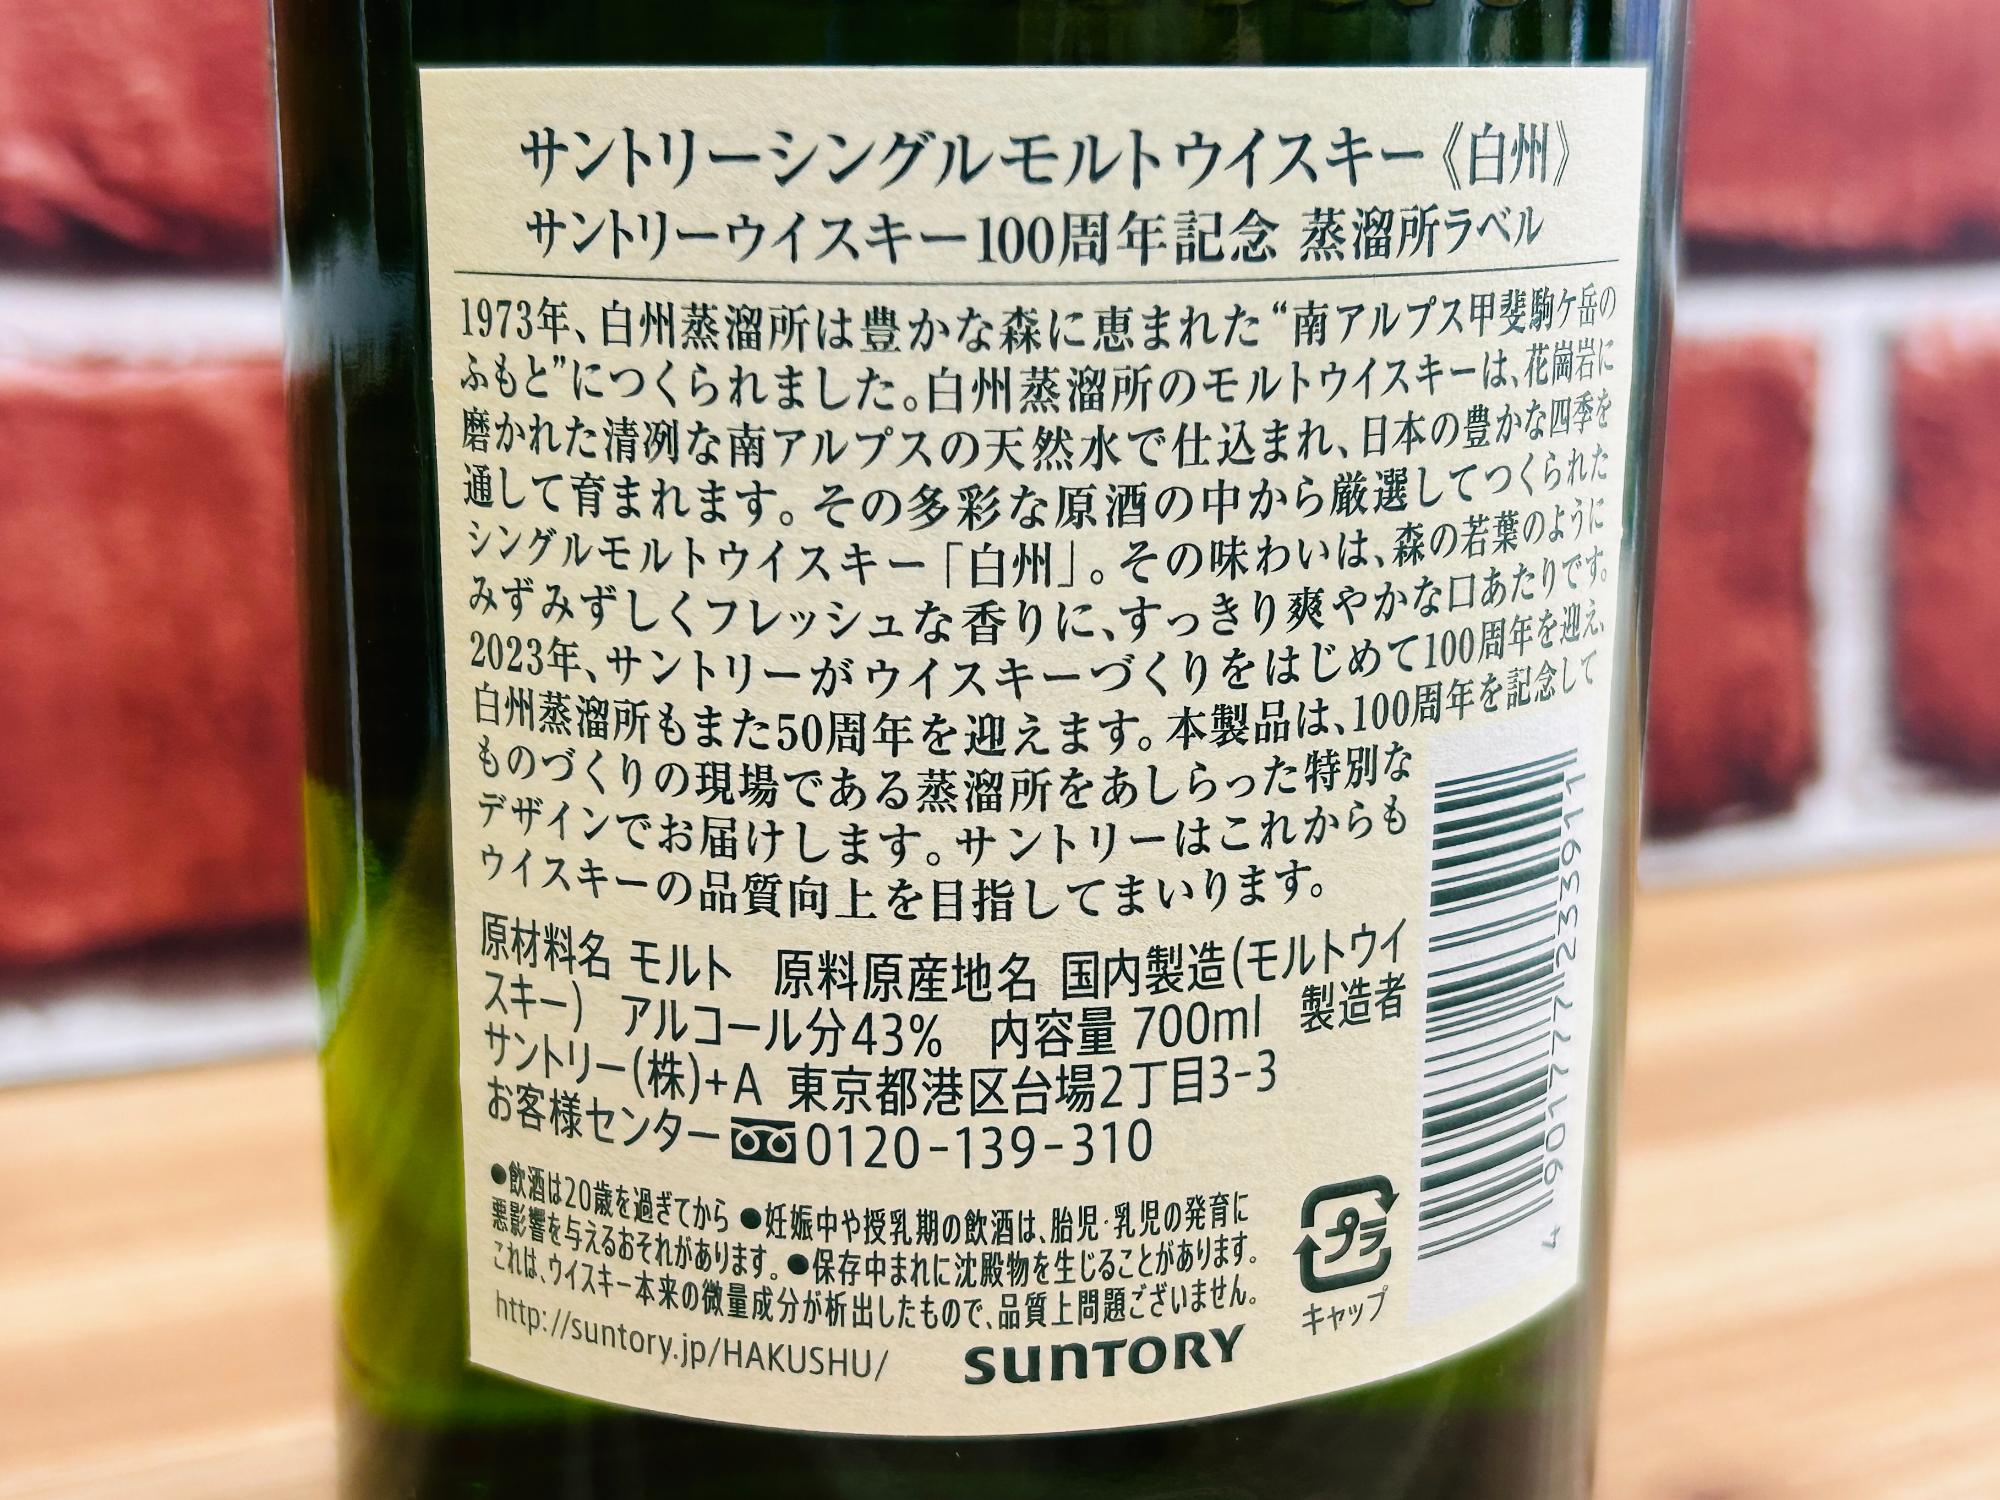 サントリーシングルモルトウイスキー《白州》
サントリーウイスキー100周年記念 蒸溜所ラベル
1973年、白州蒸溜所は豊かな森に恵まれた“南アルプス甲斐駒ケ岳の
ふもと”につくられました。白州蒸溜所のモルトウイスキーは、花崗岩に
磨かれた清冽な南アルプスの天然水で仕込まれ、日本の豊かな四季を
通して育まれます。その多彩な原酒の中から厳選してつくられた
シングルモルトウイスキー「白州」。その味わいは、森の若葉のように
みずみずしくフレッシュな香りに、すっきり爽やかな口あたりです。
2023年、サントリーがウイスキーづくりをはじめて100周年を迎え、
白州蒸溜所もまた50周年を迎えます。本製品は、100周年を記念して
ものづくりの現場である蒸溜所をあしらった特別な
デザインでお届けします。サントリーはこれからも
ウイスキーの品質向上を目指してまいります。
原材料名 モルト 原料原産地名 国内製造(モルトウイ
スキー) アルコール分43% 内容量 700ml 製造者
サントリー(株)+A 東京都港区台場2丁目3-3
お客様センター 0120-139-310
●飲酒は20歳を過ぎてから ●妊娠中や授乳期の飲酒は、胎児・乳児の発育に
悪影響を与えるおそれがあります。●保存中まれに沈殿物を生じることがあります。
これは、ウイスキー本来の微量成分が析出したもので、品質上問題ございません。
http://suntory.jp/HAKUSHU/ SUNTORY
プラ
キャップ
4 901777 233911